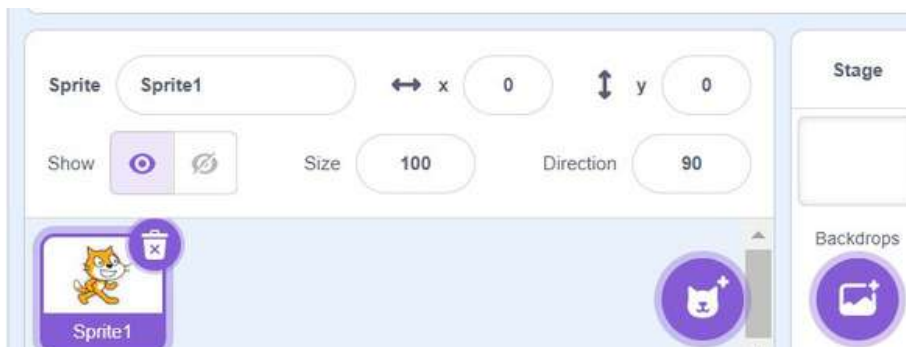 Sprite Sprite1 x 0 y 0
Show Size 100 Direction 90
Sprite1
Stage
Backdrops